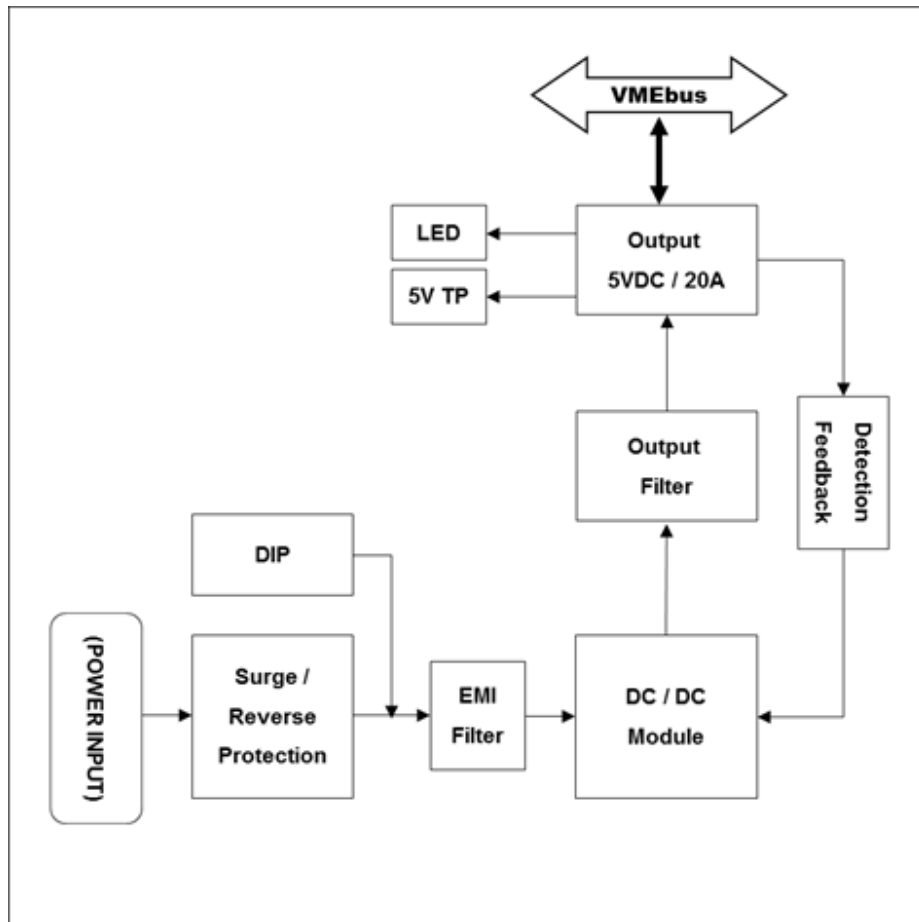 VMEbus
LED
5V TP
Output
5VDC / 20A
Detection
Feedback
Output
Filter
DIP
(POWER INPUT)
Surge /
Reverse
Protection
EMI
Filter
DC / DC
Module